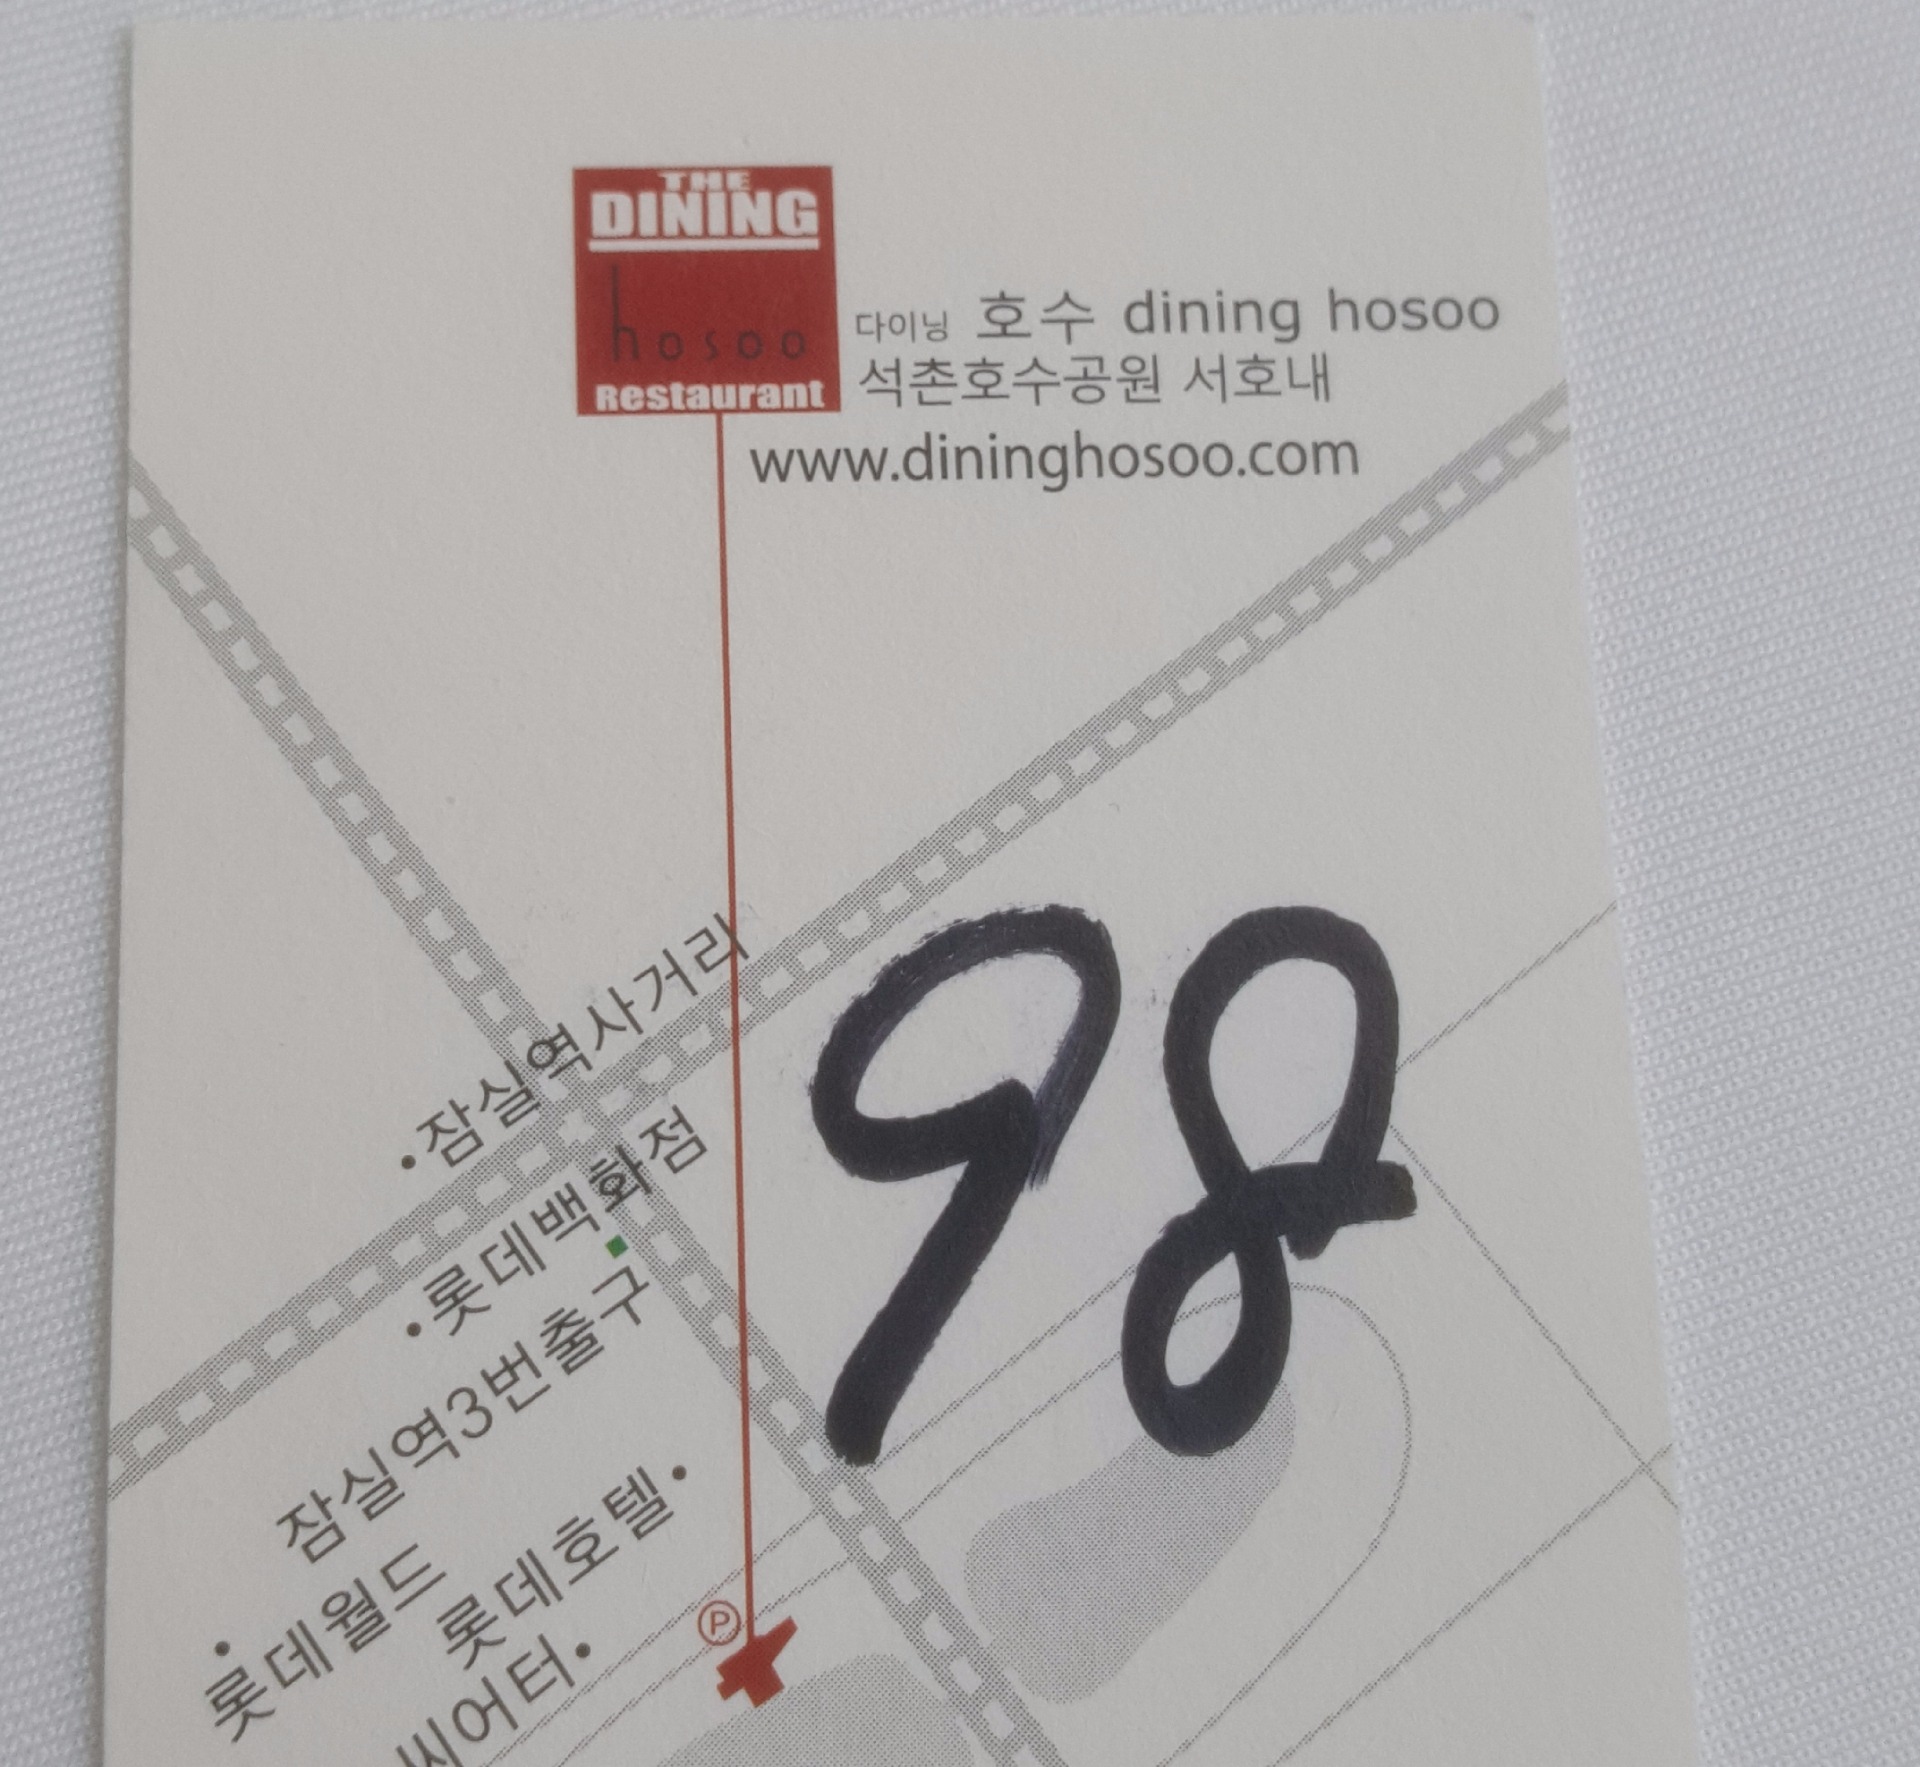 THE
DINING
hosoo
Restaurant
다이닝 호수 dining hosoo
석촌호수공원 서호내
www.dininghosoo.com
98
·잠실역사거리
·롯데백화점
잠실역3번출구
롯데월드
롯데호텔·
씨어터·
P